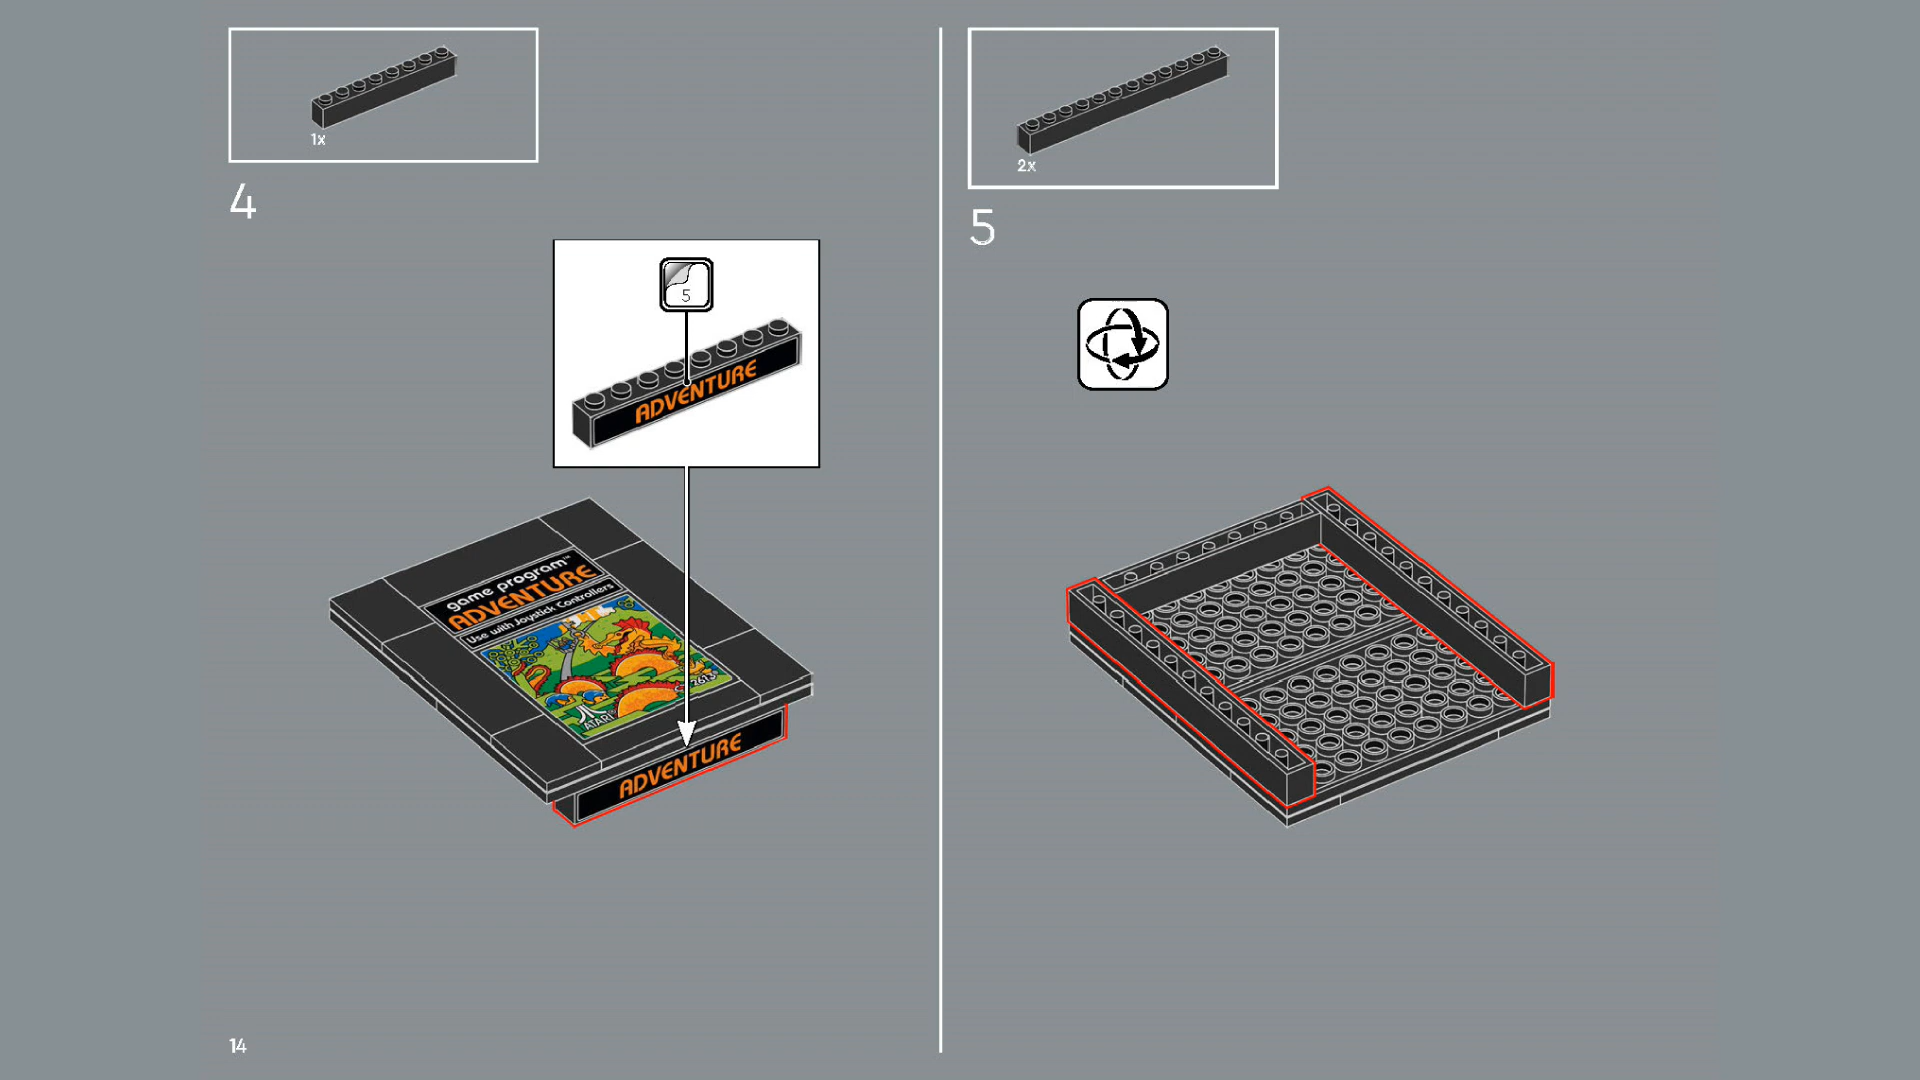 1x
4
5
ADVENTURE
game program™
ADVENTURE
Use with Joystick Controllers
ATARI®
ADVENTURE
2x
5
14